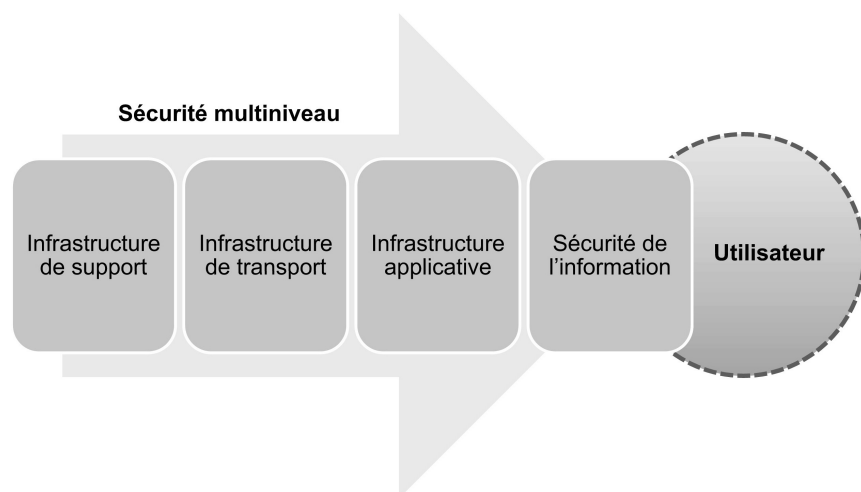 Sécurité multiniveau
Infrastructure
de support
Infrastructure
de transport
Infrastructure
applicative
Sécurité de
l’information
Utilisateur